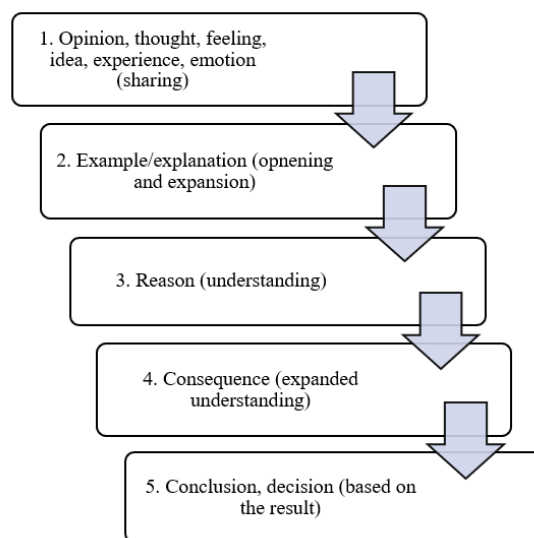 1. Opinion, thought, feeling,
idea, experience, emotion
(sharing)
2. Example/explanation (opnening
and expansion)
3. Reason (understanding)
4. Consequence (expanded
understanding)
5. Conclusion, decision (based on
the result)